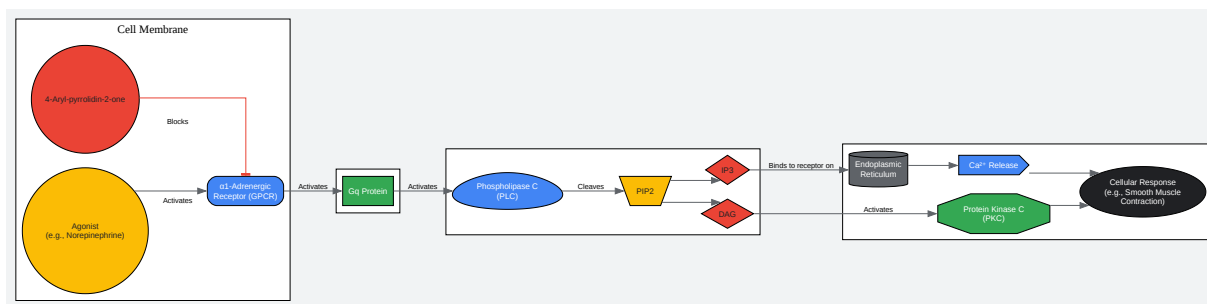 Cell Membrane
4-Aryl-pyrrolidin-2-one
Blocks
Agonist
(e.g., Norepinephrine)
Activates
α1-Adrenergic
Receptor (GPCR)
Activates
Gq Protein
Activates
Phospholipase C
(PLC)
Cleaves
PIP2
IP3
DAG
Binds to receptor on
Endoplasmic
Reticulum
Ca²⁺ Release
Activates
Protein Kinase C
(PKC)
Cellular Response
(e.g., Smooth Muscle
Contraction)